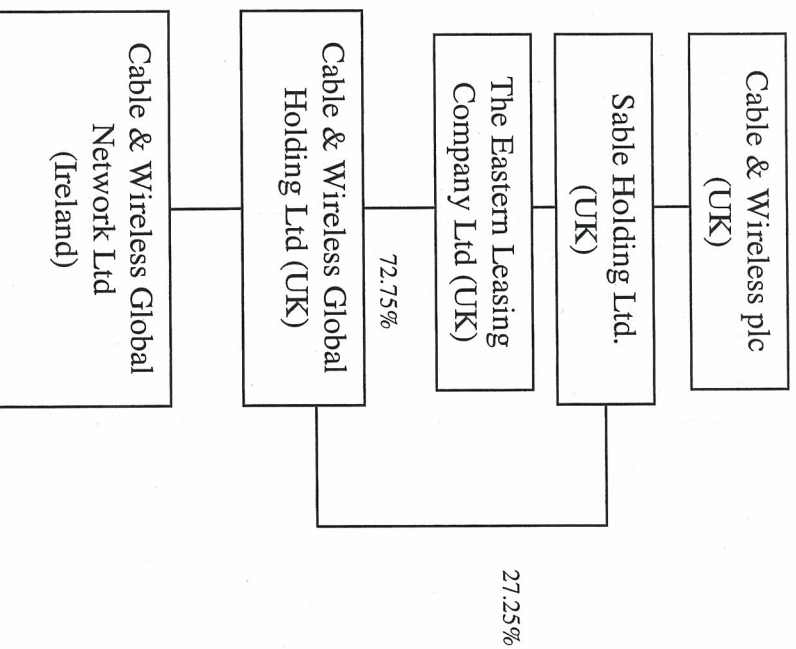 Cable & Wireless plc
(UK)
Sable Holding Ltd.
(UK)
The Eastern Leasing
Company Ltd (UK)
72.75%
27.25%
Cable & Wireless Global
Holding Ltd (UK)
Cable & Wireless Global
Network Ltd
(Ireland)